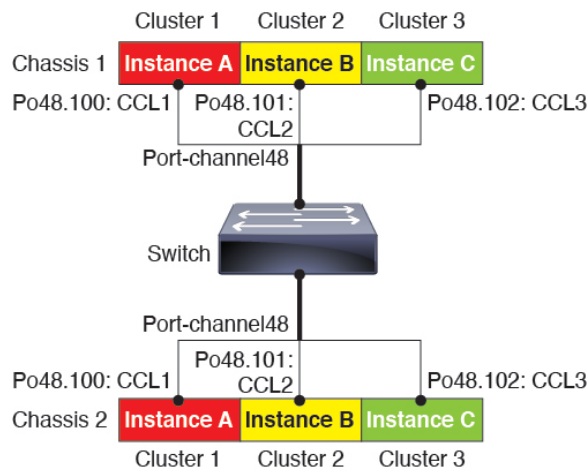 Cluster 1 Cluster 2 Cluster 3
Chassis 1 Instance A Instance B Instance C
Po48.100: CCL1 Po48.101: Po48.102: CCL3
CCL2
Port-channel48
Switch
Port-channel48
Po48.101:
Po48.100: CCL1 CCL2 Po48.102: CCL3
Chassis 2 Instance A Instance B Instance C
Cluster 1 Cluster 2 Cluster 3